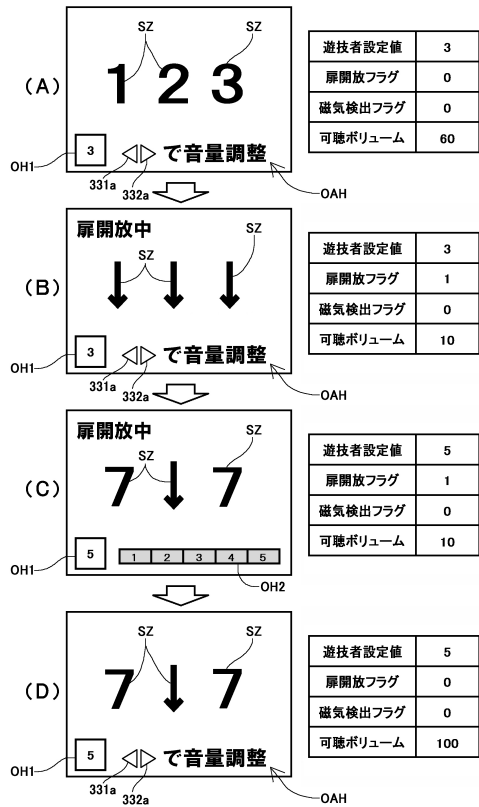 (A)
SZ
SZ
1 2 3
3
で音量調整
OH1
331a
332a
OAH
遊技者設定値 3
扉開放フラグ 0
磁気検出フラグ 0
可聴ボリューム 60
(B)
扉開放中
SZ
SZ
↓ ↓ ↓
3
で音量調整
OH1
331a
332a
OAH
遊技者設定値 3
扉開放フラグ 1
磁気検出フラグ 0
可聴ボリューム 10
(C)
扉開放中
SZ
SZ
7 ↓ 7
5
1 2 3 4 5
OH1
OH2
遊技者設定値 5
扉開放フラグ 1
磁気検出フラグ 0
可聴ボリューム 10
(D)
SZ
SZ
7 ↓ 7
5
で音量調整
OH1
331a
332a
OAH
遊技者設定値 5
扉開放フラグ 0
磁気検出フラグ 0
可聴ボリューム 100